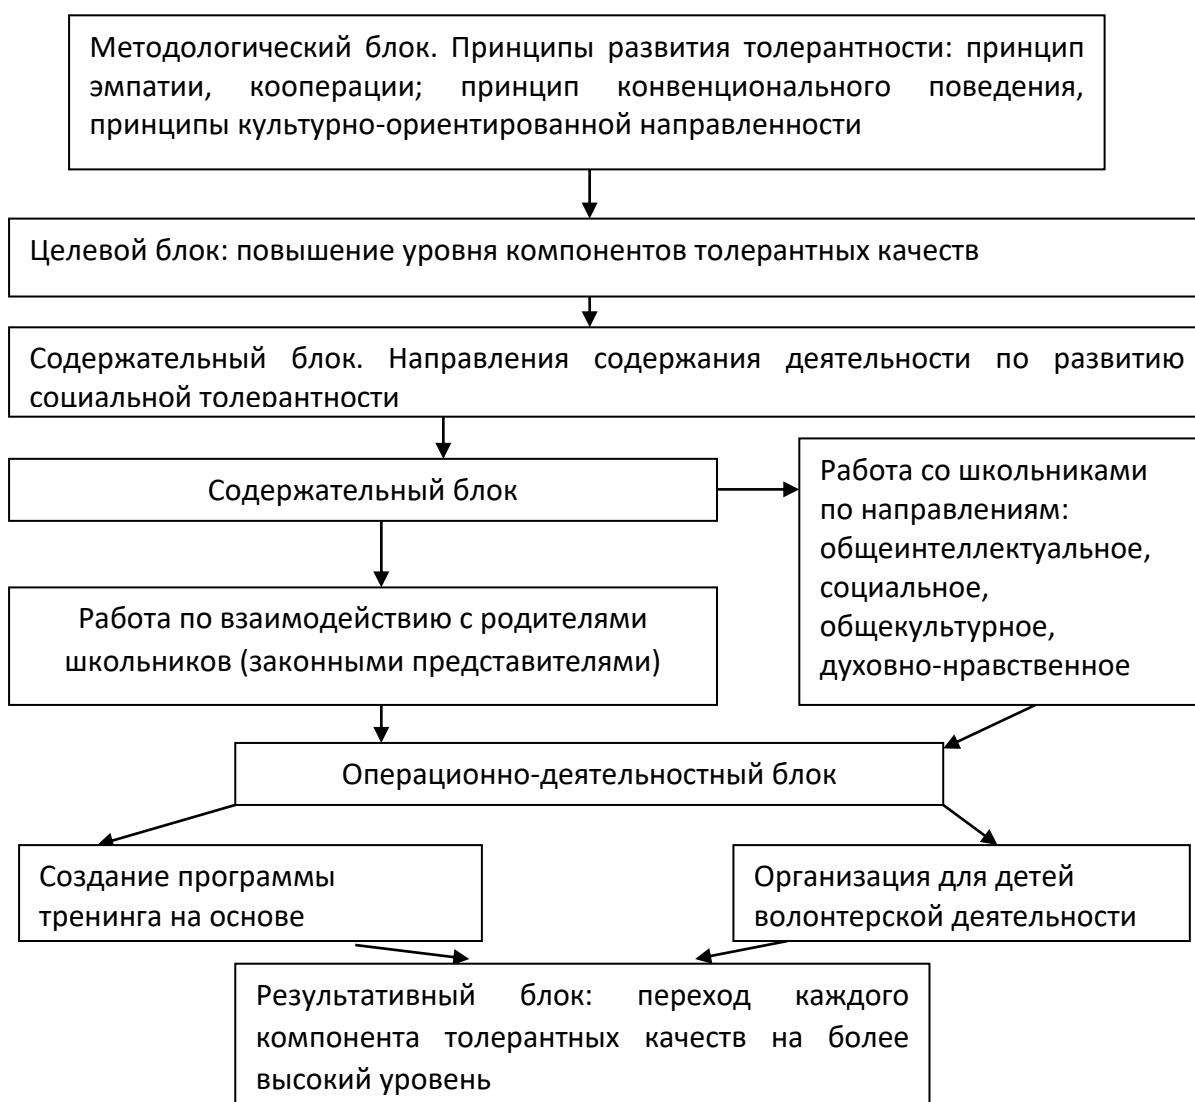 Методологический блок. Принципы развития толерантности: принцип
эмпатии, кооперации; принцип конвенционального поведения,
принципы культурно-ориентированной направленности
Целевой блок: повышение уровня компонентов толерантных качеств
Содержательный блок. Направления содержания деятельности по развитию
социальной толерантности
Содержательный блок
Работа со школьниками
по направлениям:
общеинтеллектуальное,
социальное,
общекультурное,
духовно-нравственное
Работа по взаимодействию с родителями
школьников (законными представителями)
Операционно-деятельностный блок
Создание программы
тренинга на основе
Организация для детей
волонтерской деятельности
Результативный блок: переход каждого
компонента толерантных качеств на более
высокий уровень